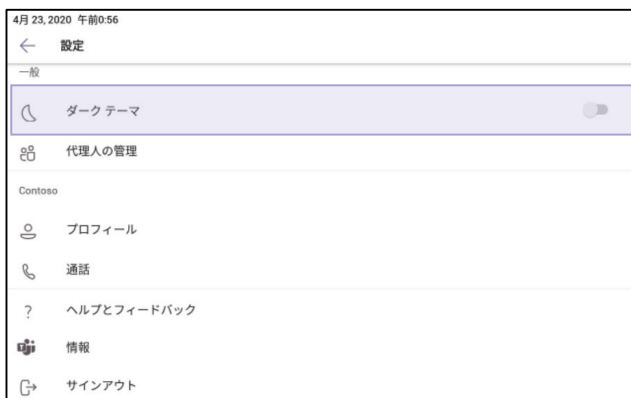 4月 23, 2020 午前0:56
設定
一般
ダーク テーマ
代理人の管理
Contoso
プロフィール
通話
ヘルプとフィードバック
情報
サインアウト